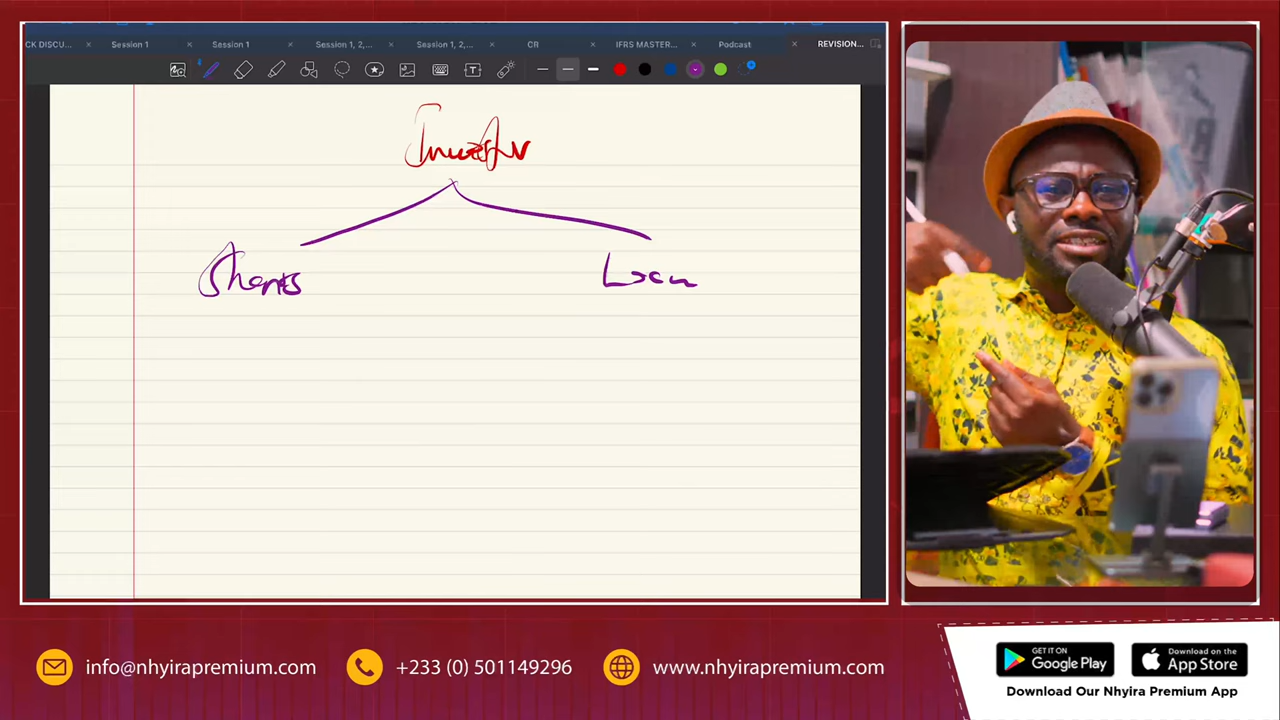 CK DISCU... Session 1 Session 1 Session 1, 2,... Session 1, 2,... CR IFRS MASTER... Podcast REVISION...
T
Investor
Shares Loan
info@nhyirapremium.com +233 (0) 501149296 www.nhyirapremium.com
GET IT ON
Google Play
Download on the
App Store
Download Our Nhyira Premium App